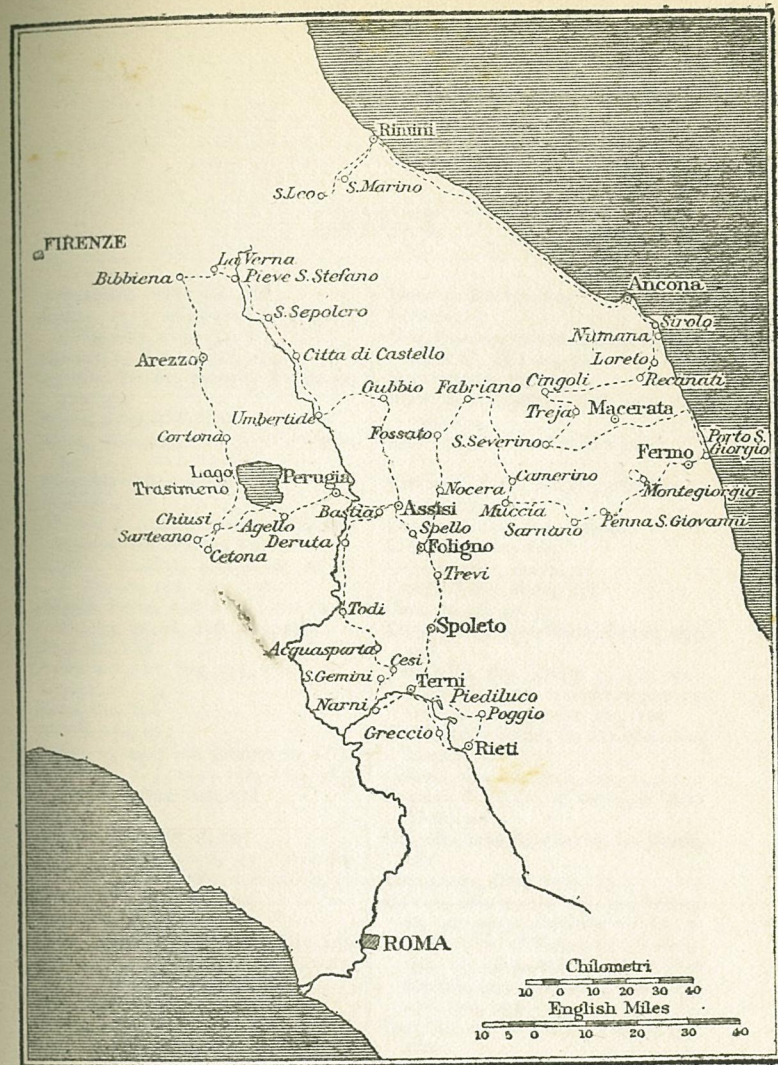 Rimini
S. Marino
S. Leo
FIRENZE
La Verna
Bibbiena
Pieve S. Stefano
S. Sepolcro
Ancona
Sirolo
Numana
Arezzo
Citta di Castello
Loreto
Recanati
Cingoli
Gubbio
Fabriano
Treja
Macerata
Umbertide
Cortona
Fossato
S. Severino
Porto S.
Giorgio
Fermo
Lago
Trasimeno
Perugia
Camerino
Nocera
Montegiorgio
Bastia
Assisi
Muccia
Chiusi
Agello
Sarnano
Penna S. Giovanni
Sarteano
Deruta
Spello
Cetona
Foligno
Trevi
Todi
Spoleto
Acquasparta
Cesi
S. Gemini
Terni
Narni
Piediluco
Poggio
Greccio
Rieti
ROMA
Chilometri
10 0 10 20 30 40
English Miles
10 5 0 10 20 30 40